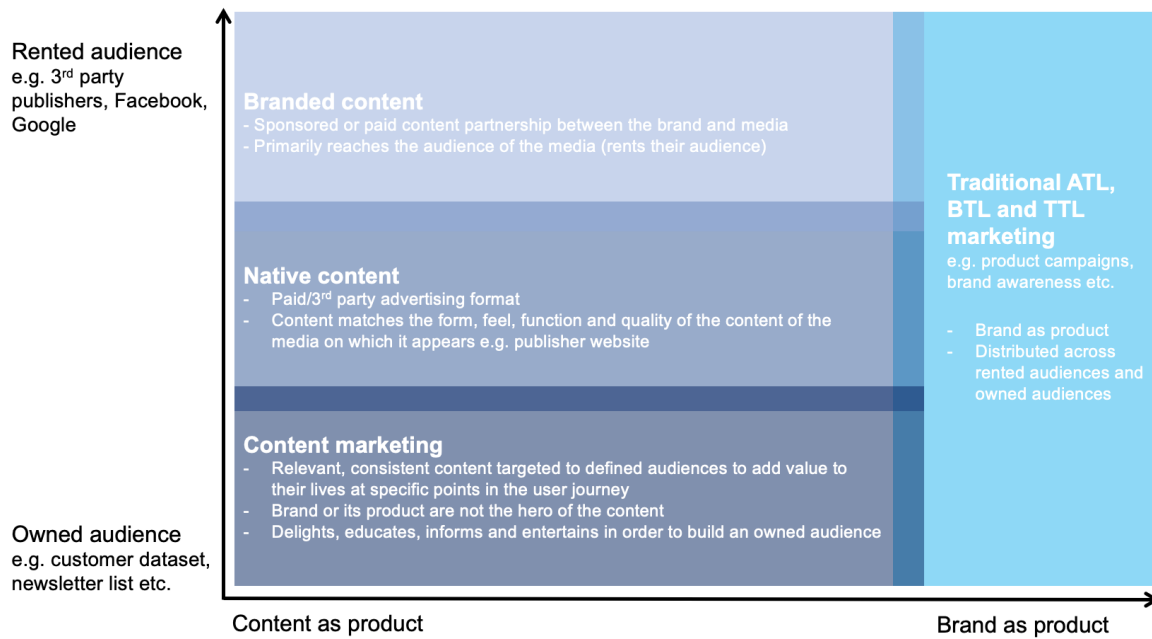 Rented audience
e.g. 3rd party
publishers, Facebook,
Google
Branded content
- Sponsored or paid content partnership between the brand and media
- Primarily reaches the audience of the media (rents their audience)
Native content
- Paid/3rd party advertising format
- Content matches the form, feel, function and quality of the content of the
media on which it appears e.g. publisher website
Content marketing
- Relevant, consistent content targeted to defined audiences to add value to
their lives at specific points in the user journey
- Brand or its product are not the hero of the content
- Delights, educates, informs and entertains in order to build an owned audience
Traditional ATL,
BTL and TTL
marketing
e.g. product campaigns,
brand awareness etc.
- Brand as product
- Distributed across
rented audiences and
owned audiences
Owned audience
e.g. customer dataset,
newsletter list etc.
Content as product
Brand as product